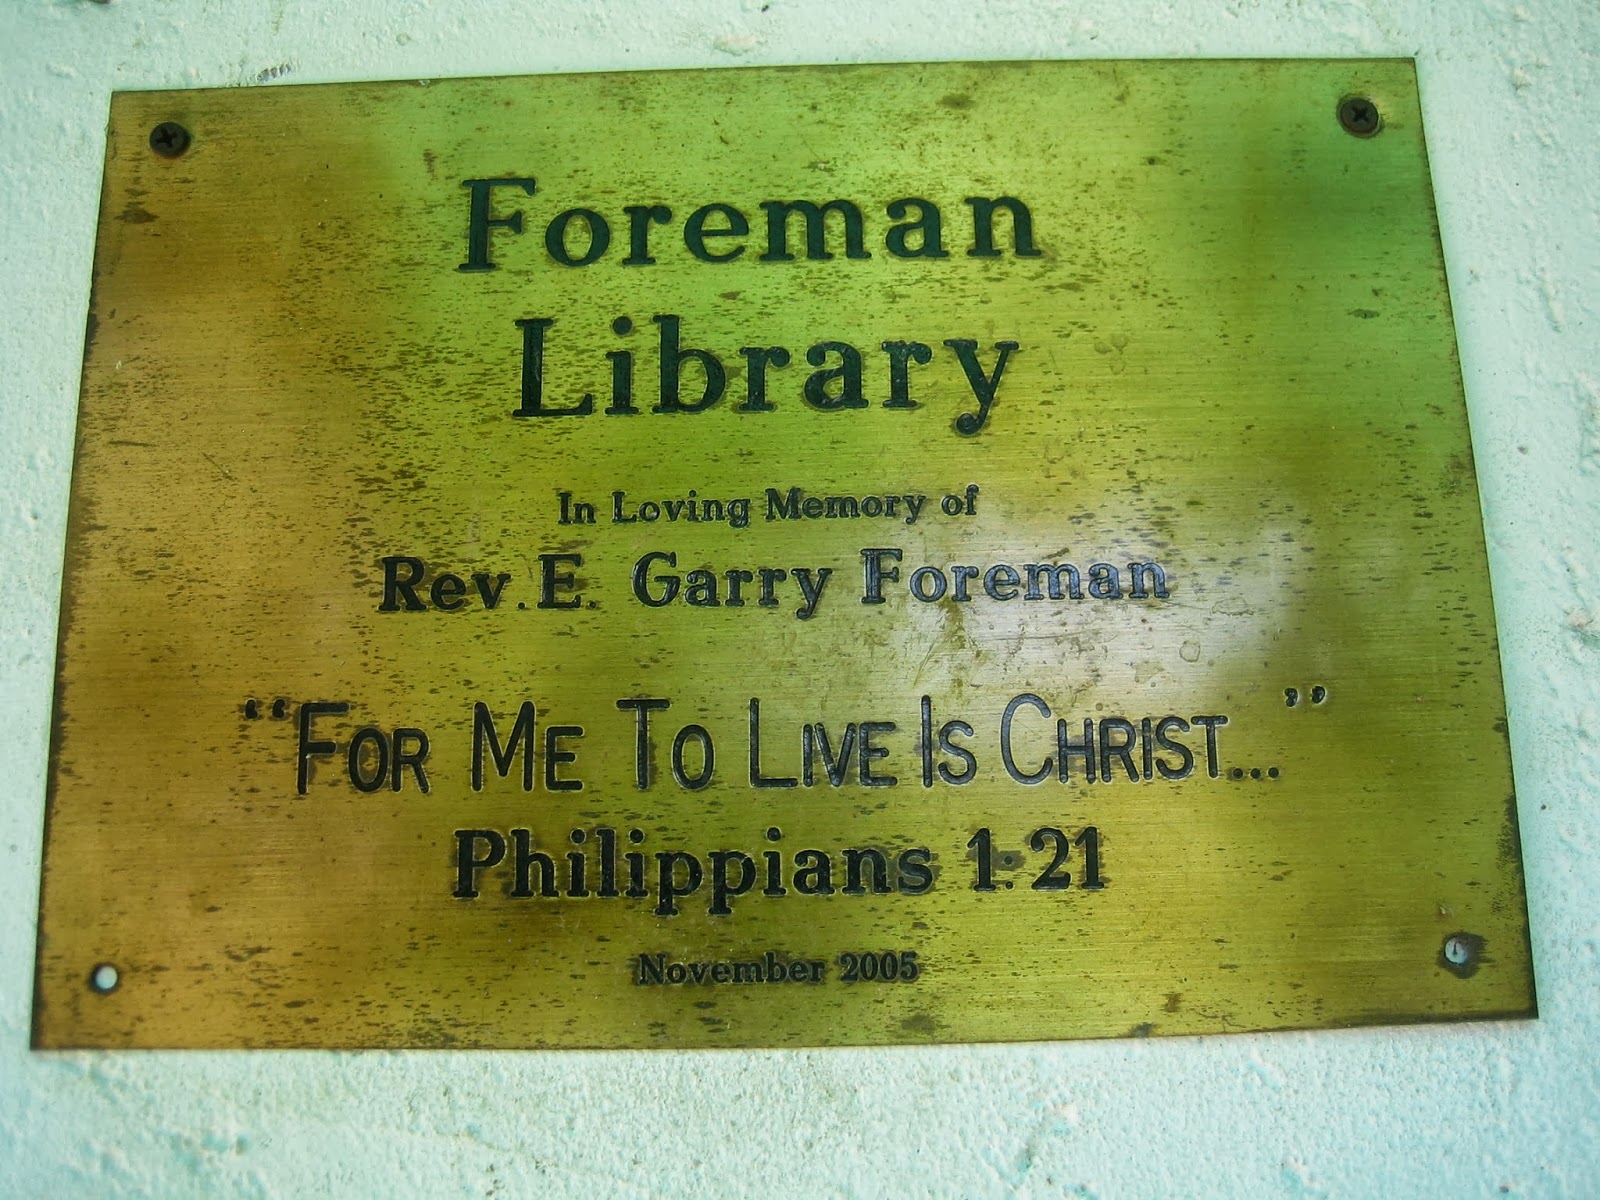 Foreman
Library
In Loving Memory of
Rev. E. Garry Foreman
“For Me To Live Is Christ...”
Philippians 1:21
November 2005